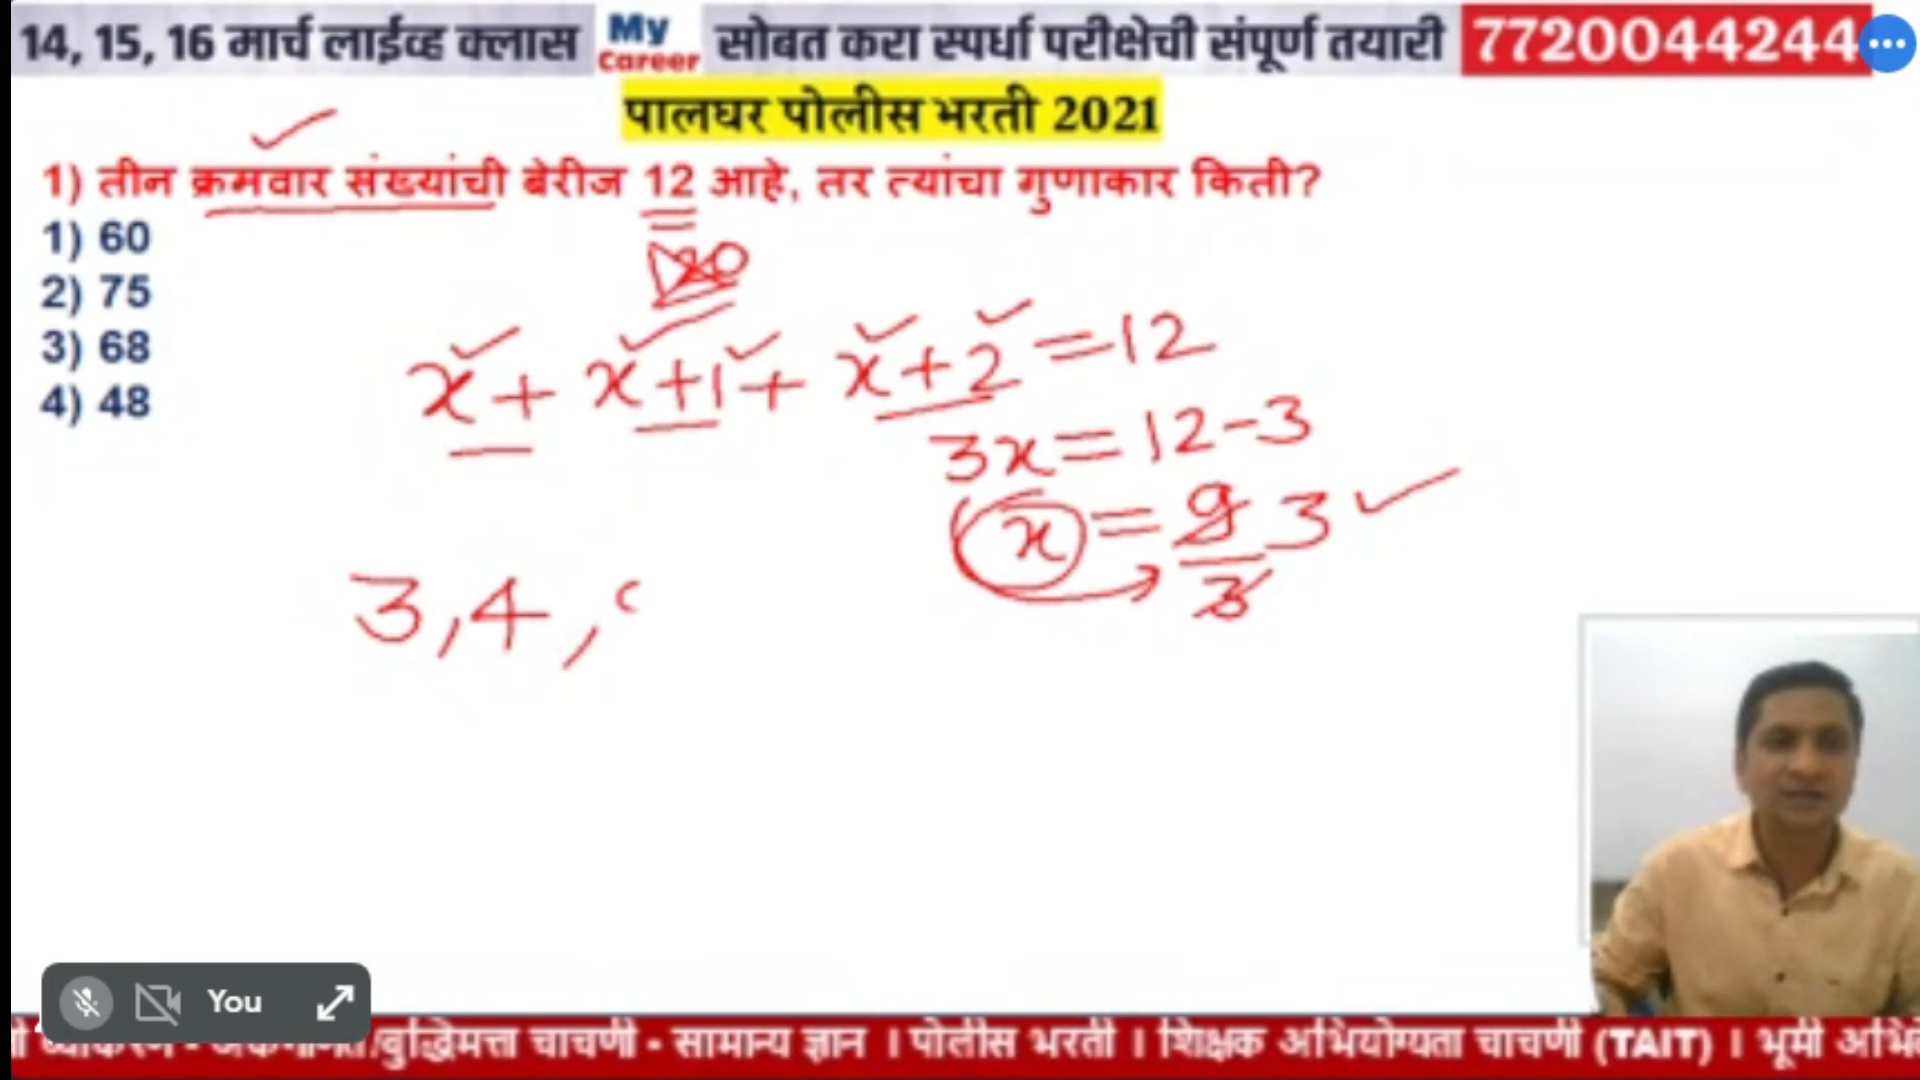 14, 15, 16 मार्च लाईव्ह क्लास My Career सोबत करा स्पर्धा परीक्षेची संपूर्ण तयारी 7720044244
पालघर पोलीस भरती 2021
1) तीन क्रमवार संख्यांची बेरीज 12 आहे, तर त्यांचा गुणाकार किती?
1) 60
2) 75
3) 68
4) 48
x + x+1 + x+2 = 12
3x = 12-3
x = 9/3 3
3,4,
You
बुद्धिमत्ता चाचणी - सामान्य ज्ञान । पोलीस भरती । शिक्षक अभियोग्यता चाचणी (TAIT) । भूमी